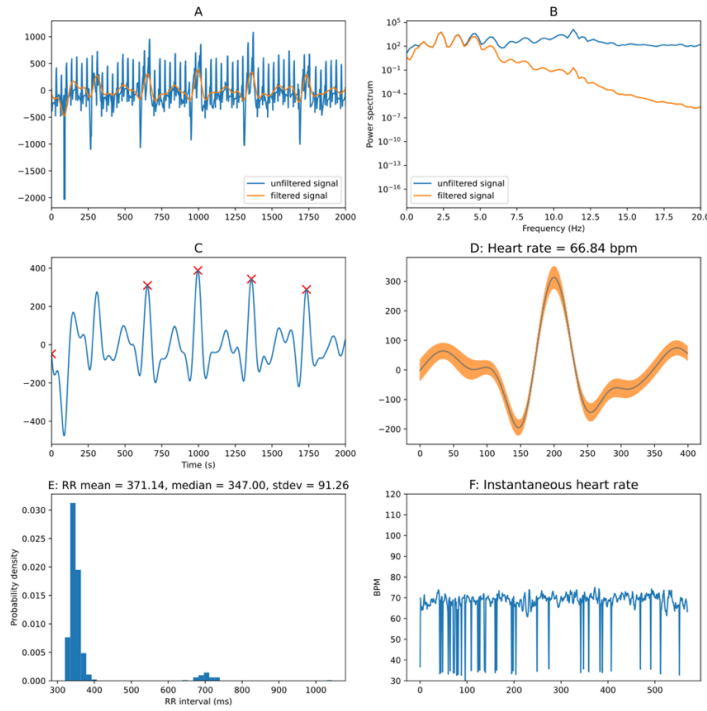 A
1000
500
0
−500
−1000
−1500
−2000
unfiltered signal
filtered signal
0 250 500 750 1000 1250 1500 1750 2000
B
10^5
10^2
10^−1
10^−4
10^−7
10^−10
10^−13
10^−16
Power spectrum
unfiltered signal
filtered signal
0.0 2.5 5.0 7.5 10.0 12.5 15.0 17.5 20.0
Frequency (Hz)
C
400
200
0
−200
−400
0 250 500 750 1000 1250 1500 1750 2000
Time (s)
D: Heart rate = 66.84 bpm
300
200
100
0
−100
−200
0 50 100 150 200 250 300 350 400
E: RR mean = 371.14, median = 347.00, stdev = 91.26
0.030
0.025
0.020
0.015
0.010
0.005
0.000
Probability density
300 400 500 600 700 800 900 1000
RR interval (ms)
F: Instantaneous heart rate
120
110
100
90
80
70
60
50
40
30
BPM
0 100 200 300 400 500